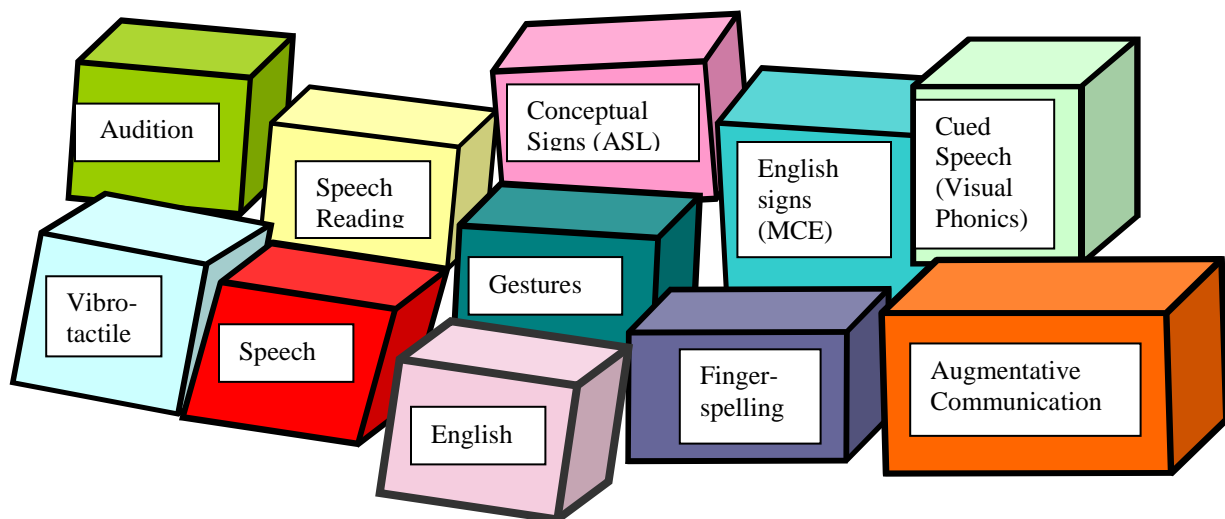 Audition
Speech
Reading
Conceptual
Signs (ASL)
English
signs
(MCE)
Cued
Speech
(Visual
Phonics)
Vibro-
tactile
Speech
Gestures
English
Finger-
spelling
Augmentative
Communication